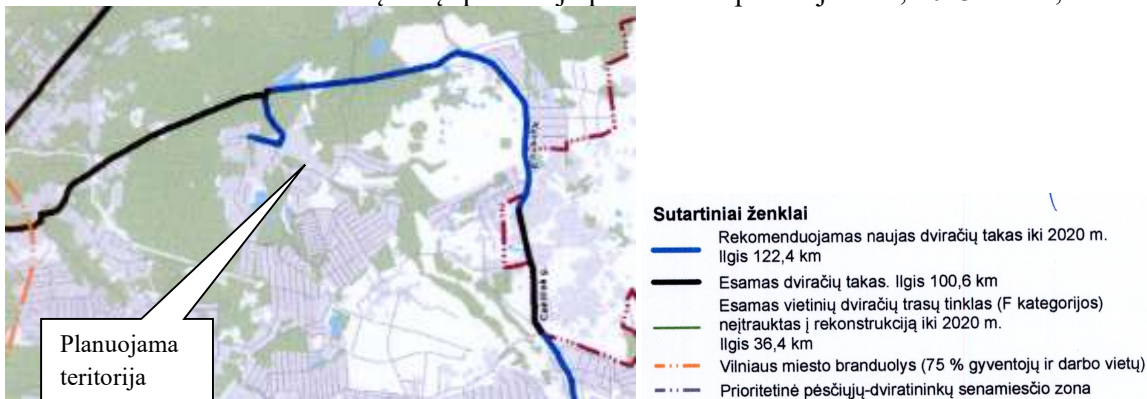 Planuojama
teritorija
Sutartiniai ženklai
Rekomenduojamas naujas dviračių takas iki 2020 m.
Ilgis 122,4 km
Esamas dviračių takas. Ilgis 100,6 km
Esamas vietinių dviračių trasų tinklas (F kategorijos)
neįtrauktas į rekonstrukciją iki 2020 m.
Ilgis 36,4 km
Vilniaus miesto branduolys (75 % gyventojų ir darbo vietų)
Prioritetinė pėsčiųjų-dviratininkų senamiesčio zona